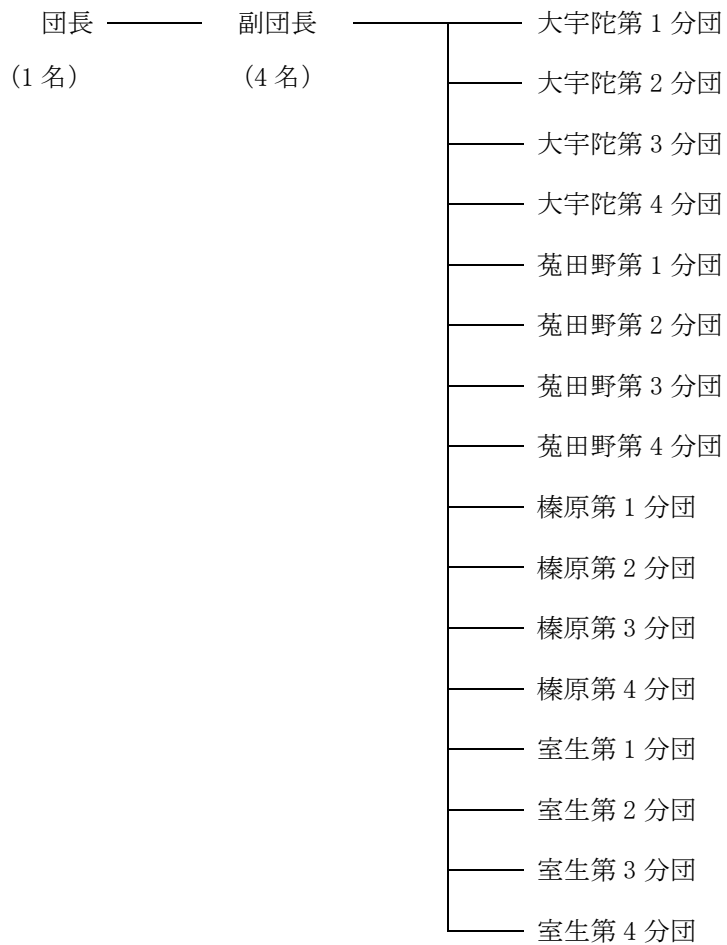 団長 副団長 大宇陀第1分団
(1名) (4名) 大宇陀第2分団
大宇陀第3分団
大宇陀第4分団
菟田野第1分団
菟田野第2分団
菟田野第3分団
菟田野第4分団
榛原第1分団
榛原第2分団
榛原第3分団
榛原第4分団
室生第1分団
室生第2分団
室生第3分団
室生第4分団